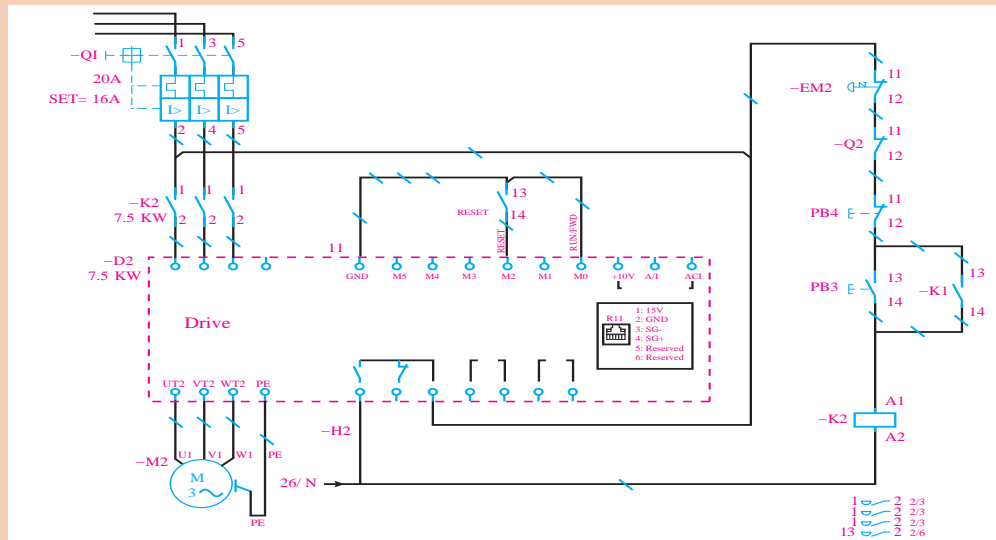 1 3 5
–QI
20A
SET= 16A
I> I> I>
2 4 5
1 1 1
–K2
7.5 KW
2 2 2
–D2
7.5 KW
11
13
RESET
14
RESET
RUN/FWD
GND M5 M4 M3 M2 M1 M0 +10V A/I ACI
Drive
R11
1: 15V
2: GND
3: SG-
4: SG+
5: Reserved
6: Reserved
UT2 VT2 WT2 PE
–H2
U1 V1 W1 PE
–M2
M
3
PE
26/ N
11
–EM2
12
11
–Q2
12
11
PB4
12
13
13
PB3
–K1
14
14
A1
–K2
A2
1 2 2/3
1 2 2/3
1 2 2/3
13 2 2/6